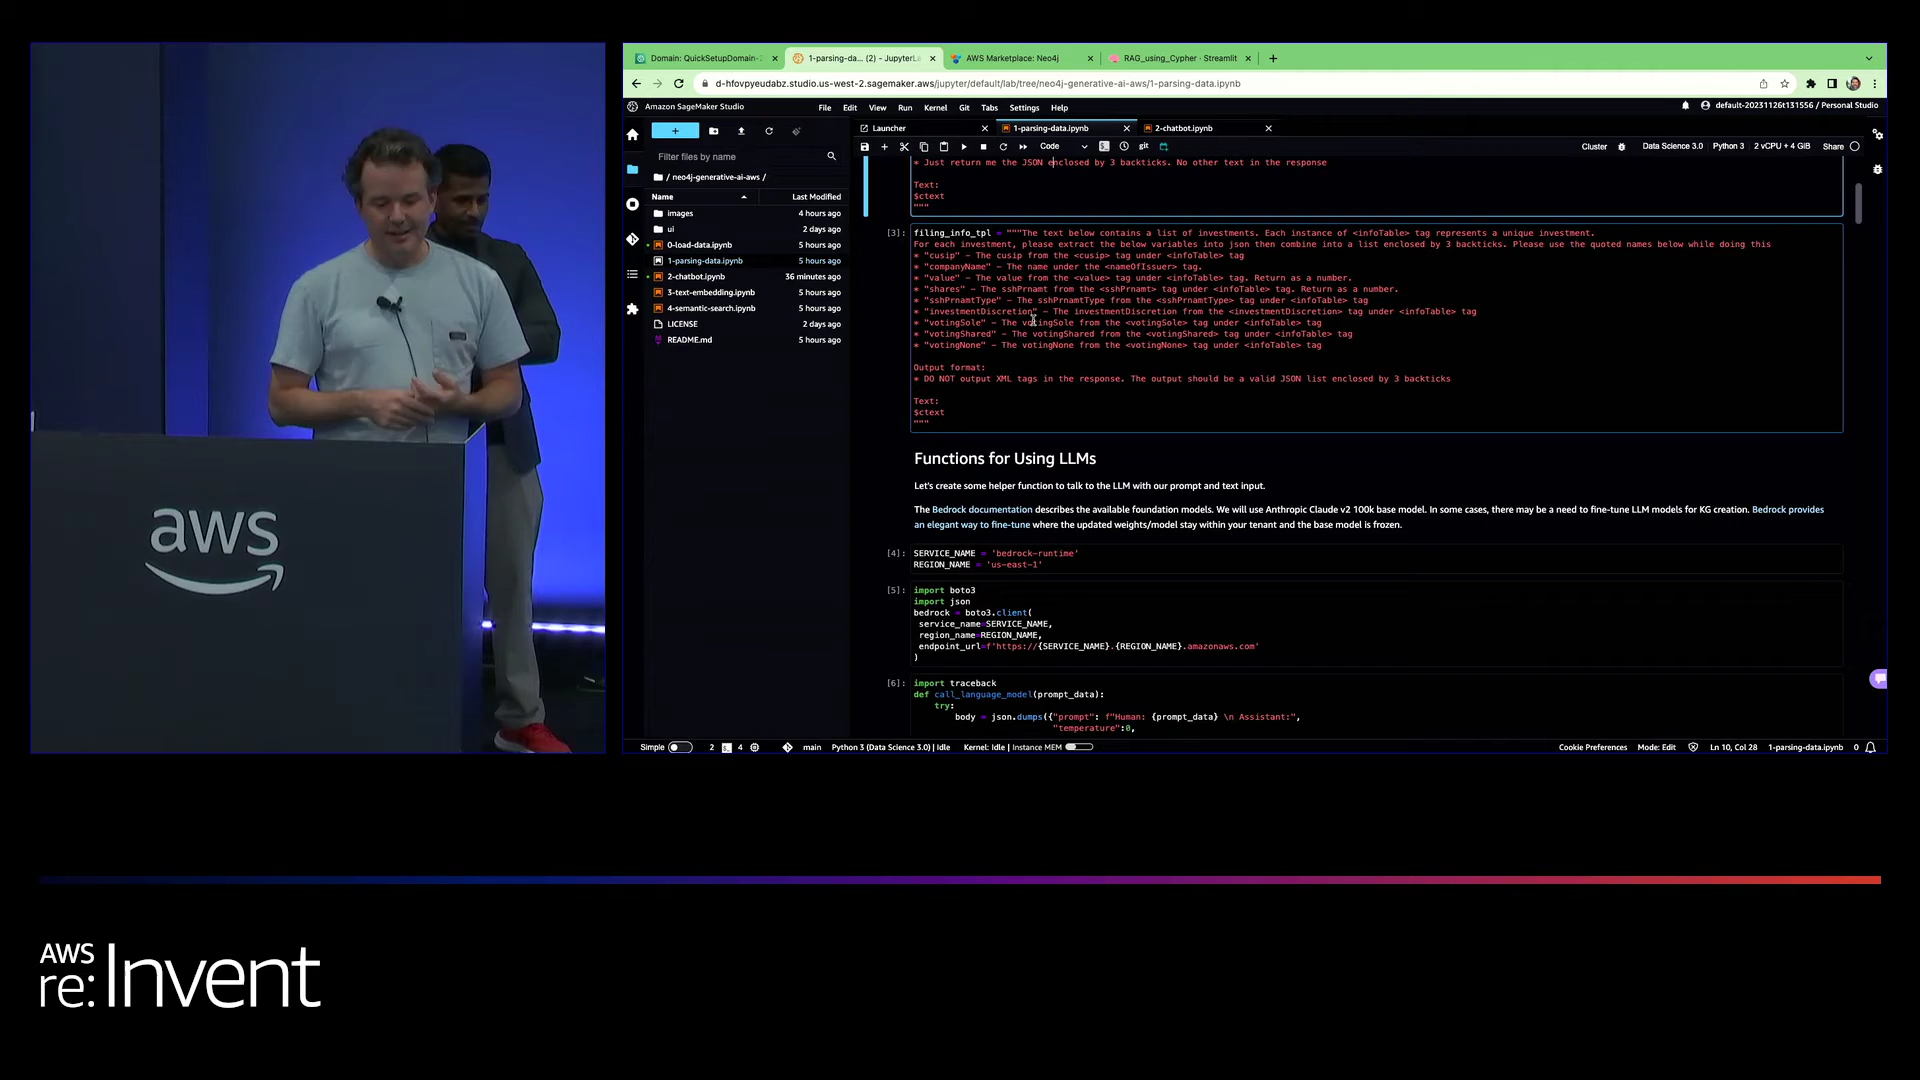 Domain: QuickSetupDomain-2
1-parsing-da... (2) - JupyterLa
AWS Marketplace: Neo4j
RAG_using_Cypher · Streamlit
d-hfovpyeudabz.studio.us-west-2.sagemaker.aws/jupyter/default/lab/tree/neo4j-generative-ai-aws/1-parsing-data.ipynb
Amazon SageMaker Studio
File Edit View Run Kernel Git Tabs Settings Help
default-20231126t131556 / Personal Studio
Launcher
1-parsing-data.ipynb
2-chatbot.ipynb
Code
git
Cluster
Data Science 3.0
Python 3
2 vCPU + 4 GiB
Share
Filter files by name
/ neo4j-generative-ai-aws /
Name Last Modified
images 4 hours ago
ui 2 days ago
0-load-data.ipynb 5 hours ago
1-parsing-data.ipynb 5 hours ago
2-chatbot.ipynb 36 minutes ago
3-text-embedding.ipynb 5 hours ago
4-semantic-search.ipynb 5 hours ago
LICENSE 2 days ago
README.md 5 hours ago
* Just return me the JSON enclosed by 3 backticks. No other text in the response
Text:
$ctext
"""
[3]: filing_info_tpl = """The text below contains a list of investments. Each instance of <infoTable> tag represents a unique investment.
For each investment, please extract the below variables into json then combine into a list enclosed by 3 backticks. Please use the quoted names below while doing this
* "cusip" - The cusip from the <cusip> tag under <infoTable> tag
* "companyName" - The name under the <nameOfIssuer> tag.
* "value" - The value from the <value> tag under <infoTable> tag. Return as a number.
* "shares" - The sshPrnamt from the <sshPrnamt> tag under <infoTable> tag. Return as a number.
* "sshPrnamtType" - The sshPrnamtType from the <sshPrnamtType> tag under <infoTable> tag
* "investmentDiscretion" - The investmentDiscretion from the <investmentDiscretion> tag under <infoTable> tag
* "votingSole" - The votingSole from the <votingSole> tag under <infoTable> tag
* "votingShared" - The votingShared from the <votingShared> tag under <infoTable> tag
* "votingNone" - The votingNone from the <votingNone> tag under <infoTable> tag
Output format:
* DO NOT output XML tags in the response. The output should be a valid JSON list enclosed by 3 backticks
Text:
$ctext
"""
Functions for Using LLMs
Let's create some helper function to talk to the LLM with our prompt and text input.
The Bedrock documentation describes the available foundation models. We will use Anthropic Claude v2 100k base model. In some cases, there may be a need to fine-tune LLM models for KG creation. Bedrock provides
an elegant way to fine-tune where the updated weights/model stay within your tenant and the base model is frozen.
[4]: SERVICE_NAME = 'bedrock-runtime'
REGION_NAME = 'us-east-1'
[5]: import boto3
import json
bedrock = boto3.client(
service_name=SERVICE_NAME,
region_name=REGION_NAME,
endpoint_url=f'https://{SERVICE_NAME}.{REGION_NAME}.amazonaws.com'
)
[6]: import traceback
def call_language_model(prompt_data):
try:
body = json.dumps({"prompt": f"Human: {prompt_data} \n Assistant:",
"temperature":0,
Simple
2
4
main
Python 3 (Data Science 3.0) | Idle
Kernel: Idle | Instance MEM
Cookie Preferences
Mode: Edit
Ln 10, Col 28
1-parsing-data.ipynb
0
aws
AWS
re:Invent